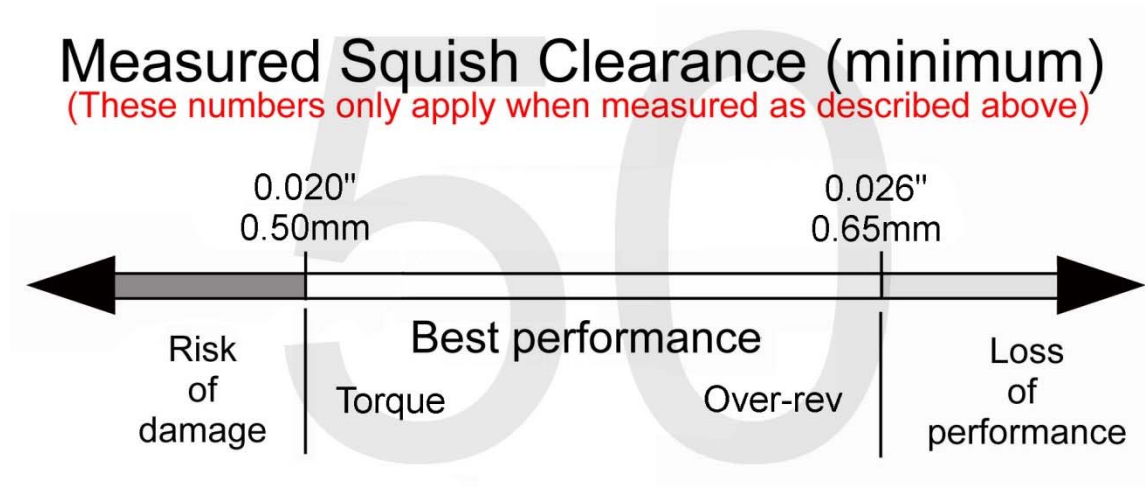 Measured Squish Clearance (minimum)
(These numbers only apply when measured as described above)
50
0.020"
0.50mm
0.026"
0.65mm
Best performance
Risk
of
damage
Torque
Over-rev
Loss
of
performance